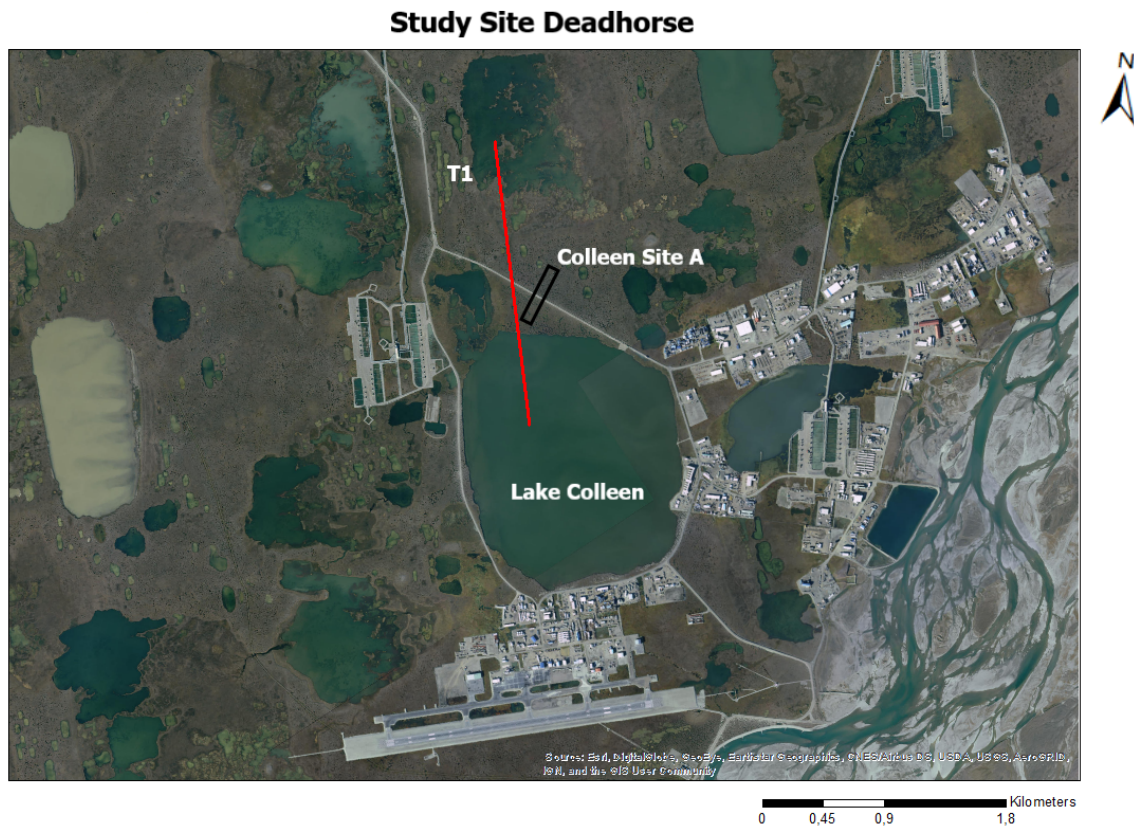 Study Site Deadhorse
N
T1
Colleen Site A
Lake Colleen
Source: Esri, DigitalGlobe, GeoEye, Earthstar Geographics, CNES/Airbus DS, USDA, USGS, AeroGRID,
IGN, and the GIS User Community
Kilometers
0 0,45 0,9 1,8